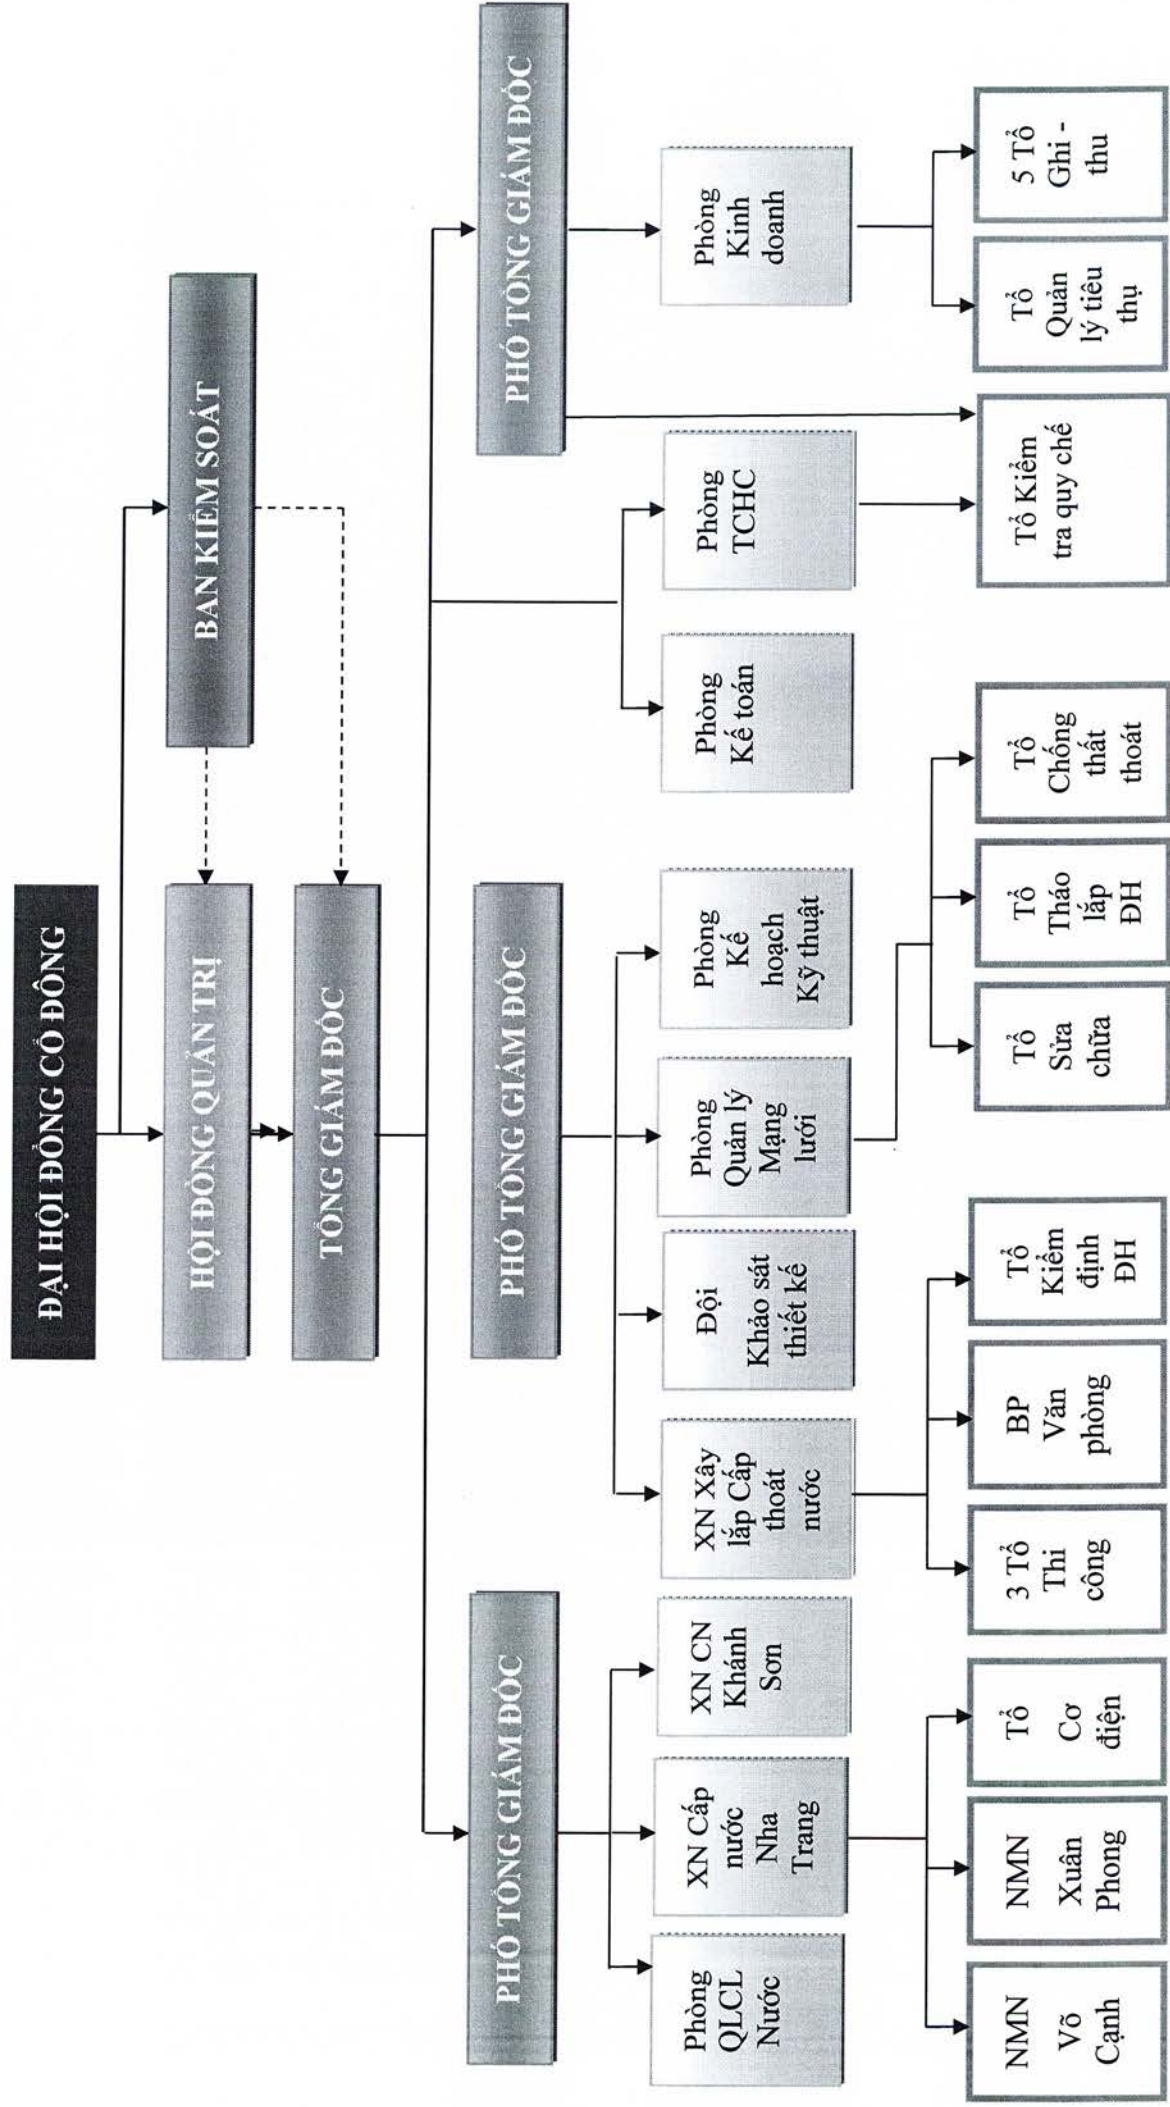 ĐẠI HỘI ĐỒNG CỔ ĐÔNG
BAN KIỂM SOÁT
HỘI ĐỒNG QUẢN TRỊ
TỔNG GIÁM ĐỐC
PHÓ TỔNG GIÁM ĐỐC
PHÓ TỔNG GIÁM ĐỐC
PHÓ TỔNG GIÁM ĐỐC
Phòng
QLCL
Nước
XN Cấp
nước
Nha
Trang
XN CN
Khánh
Sơn
XN Xây
lắp Cấp
thoát
nước
Đội
Khảo sát
thiết kế
Phòng
Quản lý
Mạng
lưới
Phòng
Kế
hoạch
Kỹ thuật
Phòng
Kế toán
Phòng
TCHC
Phòng
Kinh
doanh
NMN
Võ
Cạnh
NMN
Xuân
Phong
Tổ
Cơ
điện
3 Tổ
Thi
công
BP
Văn
phòng
Tổ
Kiểm
định
ĐH
Tổ
Sửa
chữa
Tổ
Tháo
lắp
ĐH
Tổ
Chống
thất
thoát
Tổ Kiểm
tra quy chế
Tổ
Quản
lý tiêu
thụ
5 Tổ
Ghi -
thu